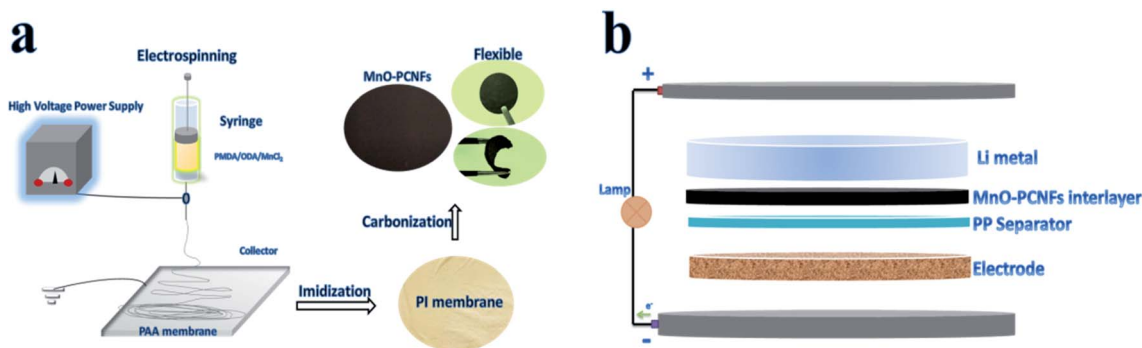 a
Electrospinning
High Voltage Power Supply
Syringe
PMDA/ODA/MnCl₂
Collector
PAA membrane
Imidization
PI membrane
Carbonization
MnO-PCNFs
Flexible
b
+
Li metal
Lamp
MnO-PCNFs interlayer
PP Separator
Electrode
e⁻
-